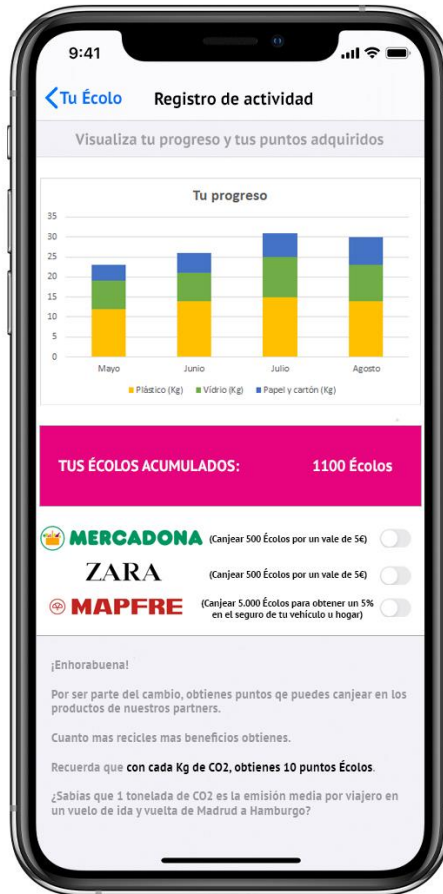 9:41
Tu Écolo Registro de actividad
Visualiza tu progreso y tus puntos adquiridos
Tu progreso
35
30
25
20
15
10
5
0
Mayo Junio Julio Agosto
Plástico (Kg) Vídrio (Kg) Papel y cartón (Kg)
TUS ÉCOLOS ACUMULADOS: 1100 Écolos
MERCADONA (Canjear 500 Écolos por un vale de 5€)
ZARA (Canjear 500 Écolos por un vale de 5€)
MAPFRE (Canjear 5.000 Écolos para obtener un 5%
en el seguro de tu vehículo u hogar)
¡Enhorabuena!
Por ser parte del cambio, obtienes puntos qe puedes canjear en los
productos de nuestros partners.
Cuanto mas recicles mas beneficios obtienes.
Recuerda que con cada Kg de CO2, obtienes 10 puntos Écolos.
¿Sabías que 1 tonelada de CO2 es la emisión media por viajero en
un vuelo de ida y vuelta de Madrud a Hamburgo?